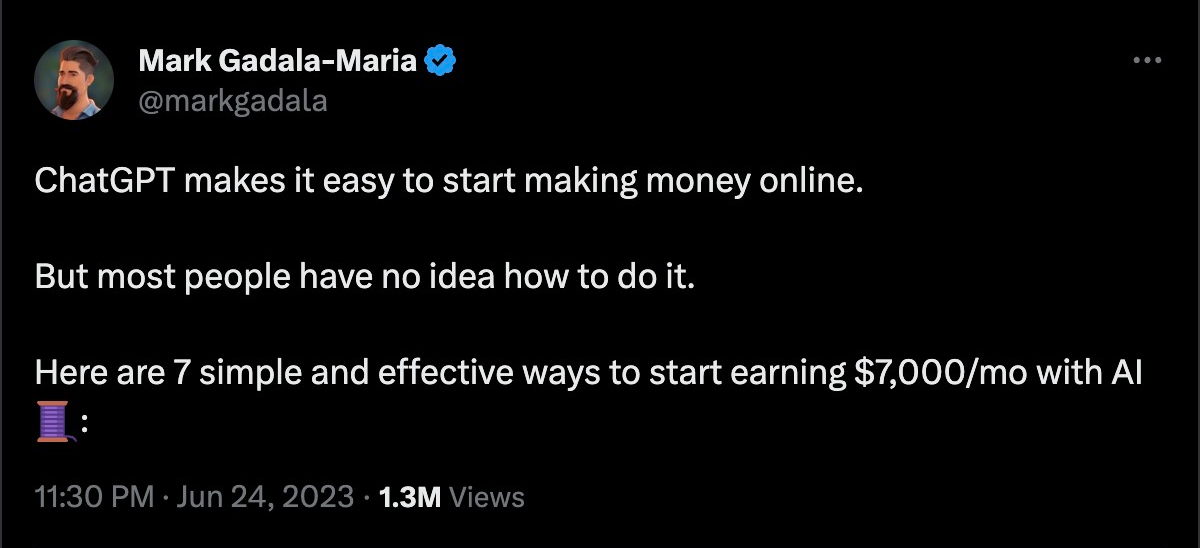 Mark Gadala-Maria
@markgadala
ChatGPT makes it easy to start making money online.
But most people have no idea how to do it.
Here are 7 simple and effective ways to start earning $7,000/mo with AI
🧵 :
11:30 PM · Jun 24, 2023 · 1.3M Views